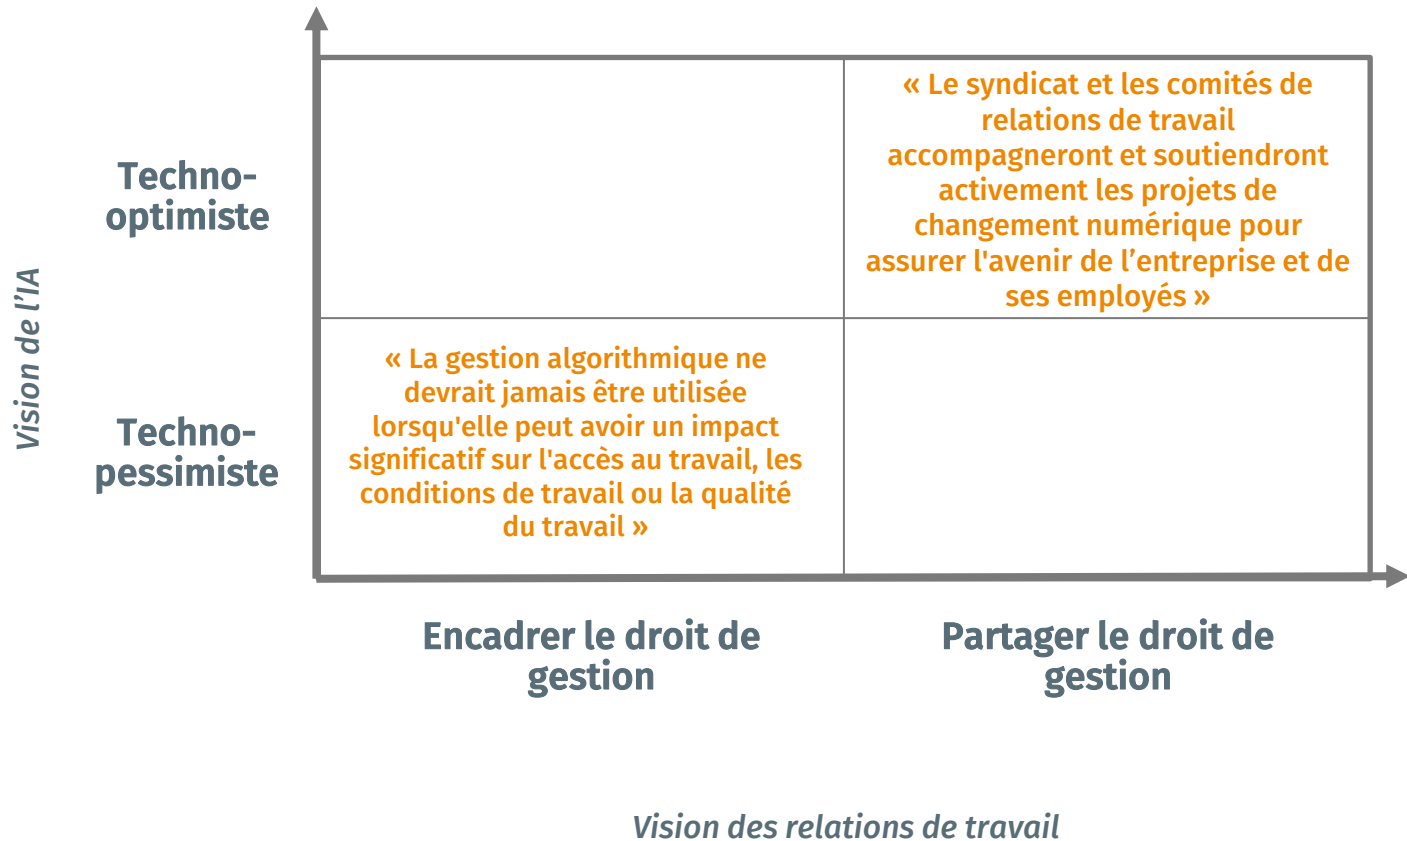 Vision de l’IA
Techno-
optimiste
« Le syndicat et les comités de
relations de travail
accompagneront et soutiendront
activement les projets de
changement numérique pour
assurer l'avenir de l’entreprise et de
ses employés »
Techno-
pessimiste
« La gestion algorithmique ne
devrait jamais être utilisée
lorsqu'elle peut avoir un impact
significatif sur l'accès au travail, les
conditions de travail ou la qualité
du travail »
Encadrer le droit de
gestion
Partager le droit de
gestion
Vision des relations de travail